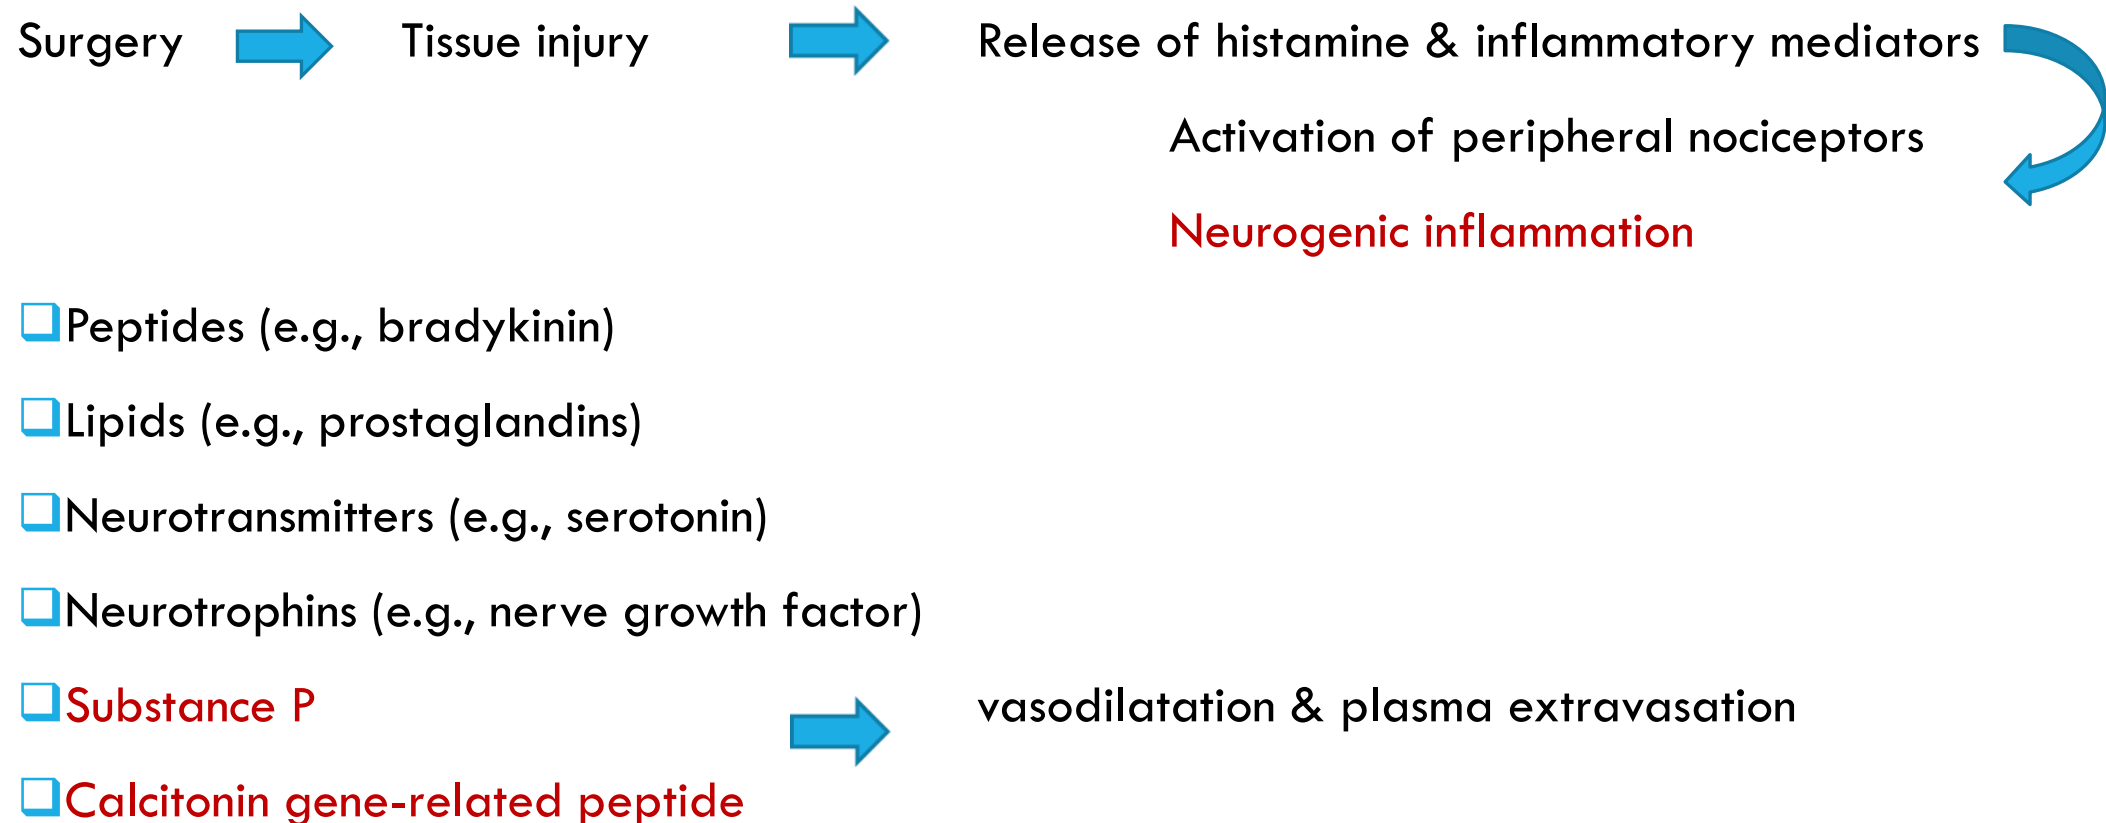 Surgery Tissue injury Release of histamine & inflammatory mediators
Activation of peripheral nociceptors
Neurogenic inflammation
Peptides (e.g., bradykinin)
Lipids (e.g., prostaglandins)
Neurotransmitters (e.g., serotonin)
Neurotrophins (e.g., nerve growth factor)
Substance P vasodilatation & plasma extravasation
Calcitonin gene-related peptide